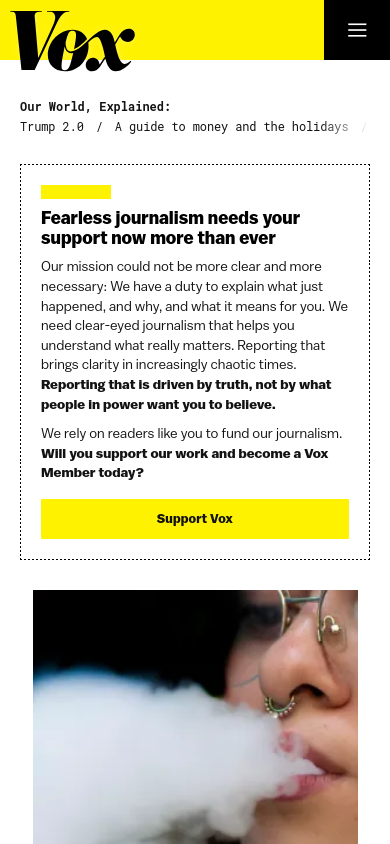 Vox
Our World, Explained:
Trump 2.0 / A guide to money and the holidays /
Fearless journalism needs your
support now more than ever
Our mission could not be more clear and more
necessary: We have a duty to explain what just
happened, and why, and what it means for you. We
need clear-eyed journalism that helps you
understand what really matters. Reporting that
brings clarity in increasingly chaotic times.
Reporting that is driven by truth, not by what
people in power want you to believe.
We rely on readers like you to fund our journalism.
Will you support our work and become a Vox
Member today?
Support Vox